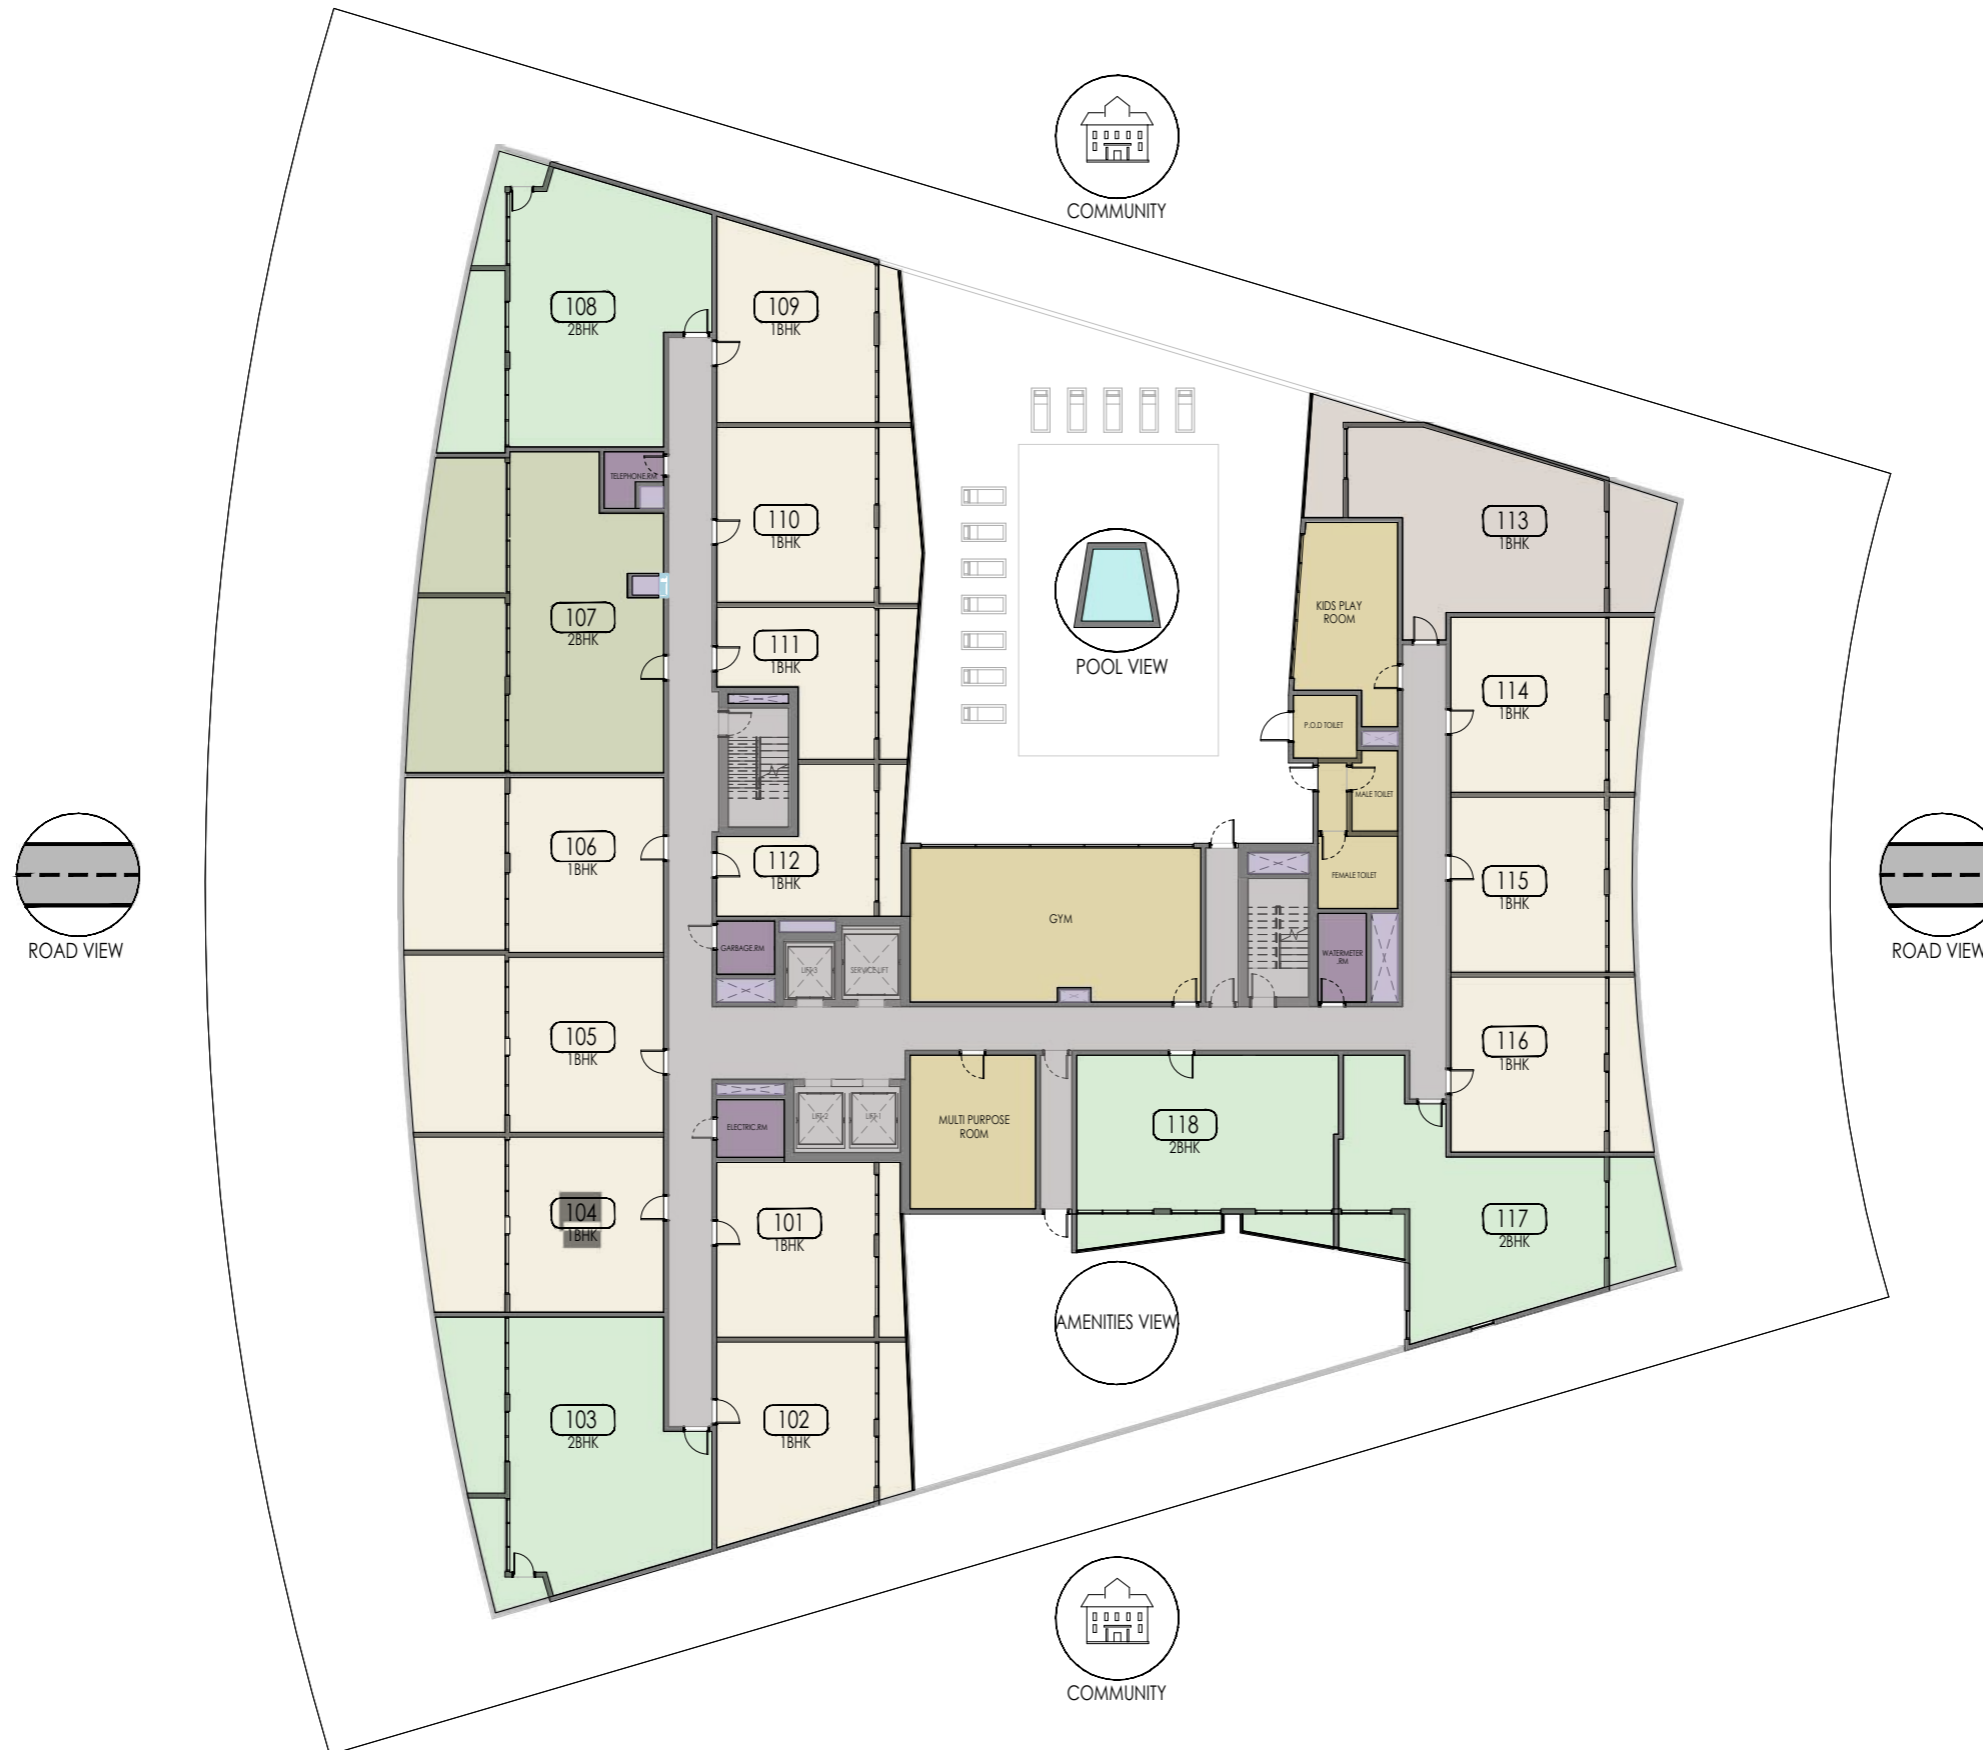 COMMUNITY
108
2BHK
109
1BHK
TELEPHONE.RM
110
1BHK
113
1BHK
107
2BHK
111
1BHK
POOL VIEW
KIDS PLAY
ROOM
114
1BHK
P.O.D TOILET
MALE TOILET
106
1BHK
112
1BHK
FEMALE TOILET
115
1BHK
ROAD VIEW
GYM
ROAD VIEW
GARBAGE.RM
LIFT-3
SERVICE LIFT
WATERMETER
.RM
105
1BHK
116
1BHK
ELECTRIC.RM
LIFT-2
LIFT-1
MULTI PURPOSE
ROOM
118
2BHK
104
1BHK
101
1BHK
117
2BHK
AMENITIES VIEW
103
2BHK
102
1BHK
COMMUNITY